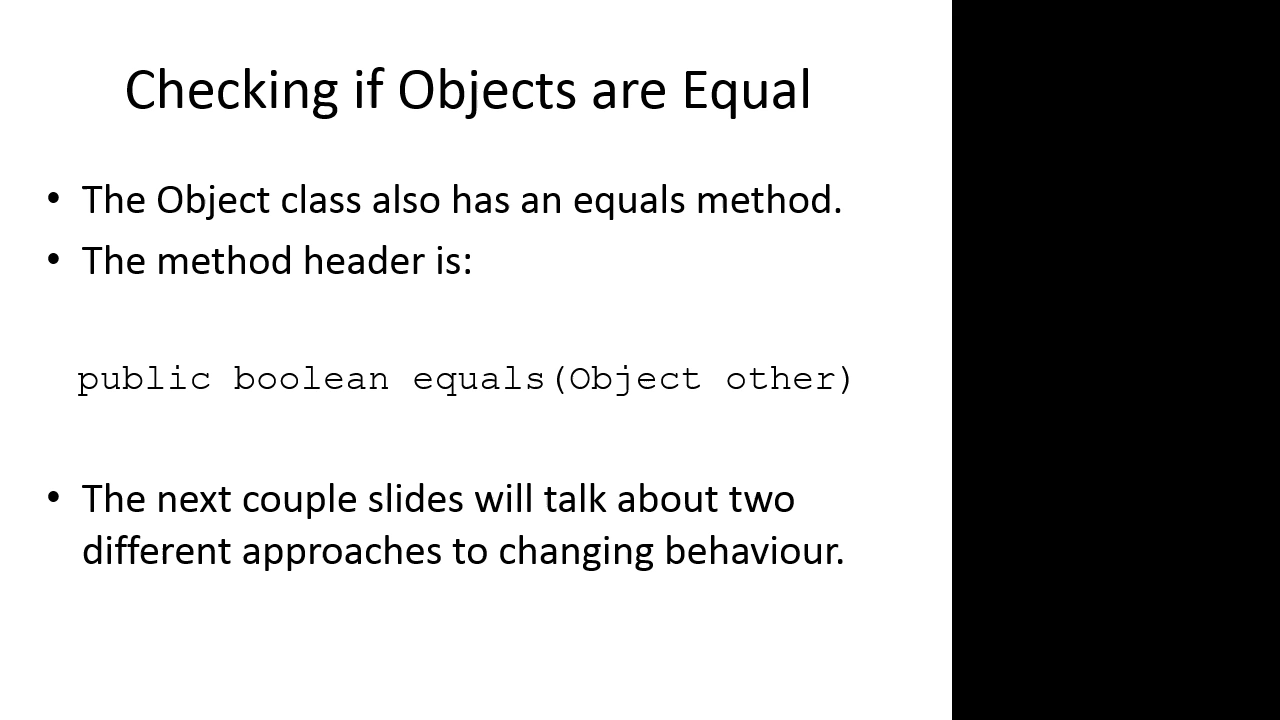 Checking if Objects are Equal
• The Object class also has an equals method.
• The method header is:
public boolean equals(Object other)
• The next couple slides will talk about two
different approaches to changing behaviour.